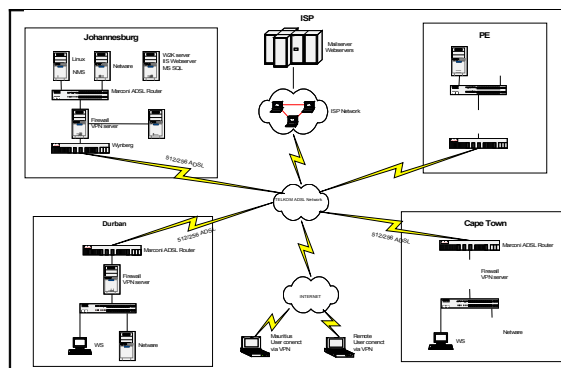 ISP
Johannesburg
Linux
NMS
Netware
W2K server
IIS Webserver
MS SQL
Marconi ADSL Router
Firewall
VPN server
Wynberg
512/256 ADSL
Mailserver
Webservers
ISP Network
PE
TELKOM ADSL Network
Durban
512/256 ADSL
Marconi ADSL Router
Firewall
VPN server
WS
Netware
INTERNET
Mauritius
User connect
via VPN
Remote
User connect
via VPN
Cape Town
512/256 ADSL
Marconi ADSL Router
Firewall
VPN server
Netware
WS